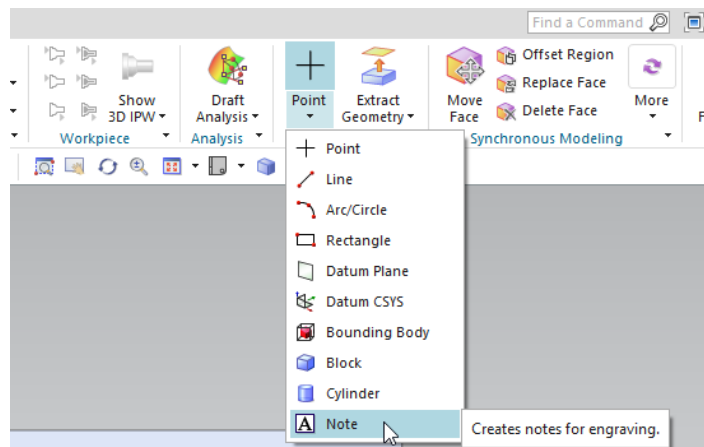 Find a Command
Show
3D IPW
Workpiece
Draft
Analysis
Analysis
Point
Extract
Geometry
Move
Face
Offset Region
Replace Face
Delete Face
More
Synchronous Modeling
F
Point
Line
Arc/Circle
Rectangle
Datum Plane
Datum CSYS
Bounding Body
Block
Cylinder
A Note
Creates notes for engraving.